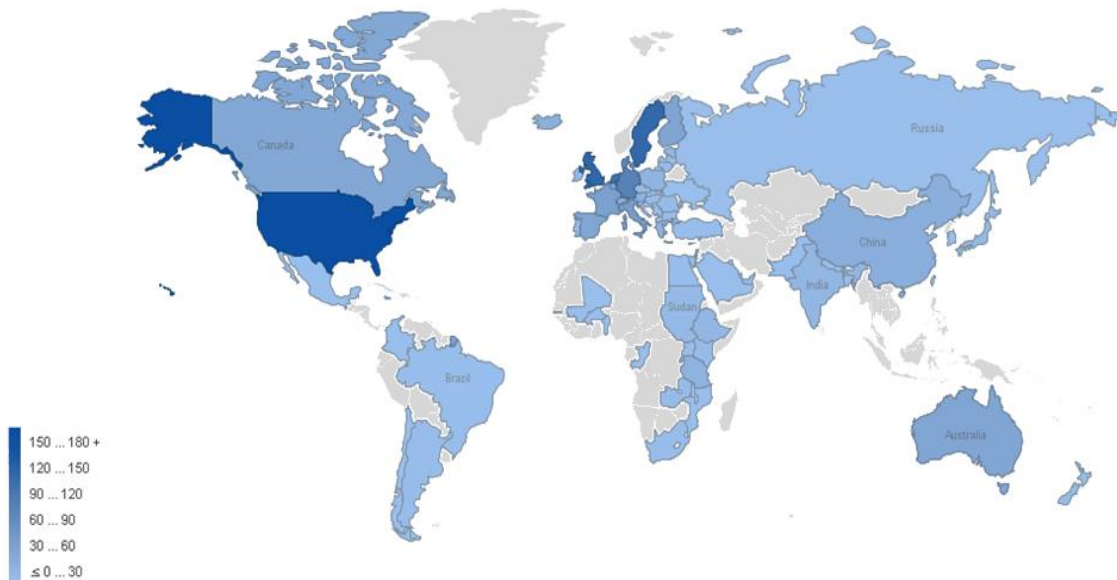 Canada
Russia
China
India
Sudan
Brazil
Australia
150 ... 180 +
120 ... 150
90 ... 120
60 ... 90
30 ... 60
≤ 0 ... 30